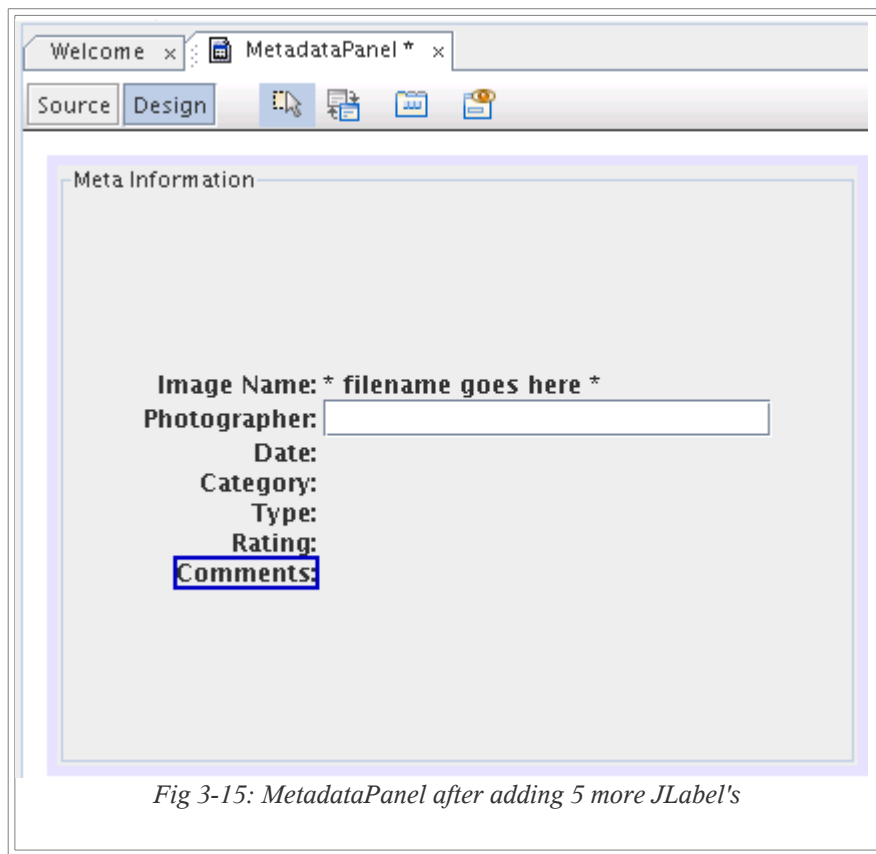 Welcome x MetadataPanel * x
Source Design
Meta Information
Image Name: * filename goes here *
Photographer:
Date:
Category:
Type:
Rating:
Comments:
Fig 3-15: MetadataPanel after adding 5 more JLabel's